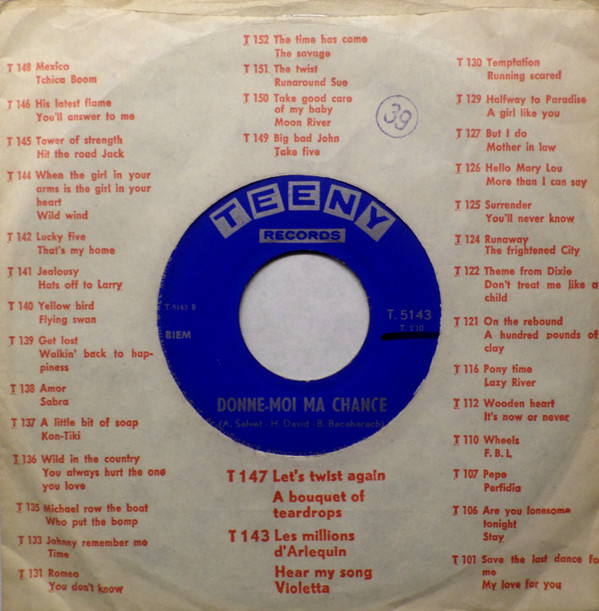 T 148 Mexico
Tchica Boom
T 146 His latest flame
You'll answer to me
T 145 Tower of strength
Hit the road Jack
T 144 When the girl in your
arms is the girl in your
heart
Wild wind
T 142 Lucky five
That's my home
T 141 Jealousy
Hats off to Larry
T 140 Yellow bird
Flying swan
T 139 Get lost
Walkin' back to hap-
piness
T 138 Amor
Sabra
T 137 A little bit of soap
Kon-Tiki
T 136 Wild in the country
You always hurt the one
you love
T 135 Michael row the boat
Who put the bomp
T 133 Johnny remember me
Time
T 131 Romeo
You don't know
T 152 The time has come
The savage
T 151 The twist
Runaround Sue
T 150 Take good care
of my baby
Moon River
T 149 Big bad John
Take five
39
TEENY
RECORDS
T-5143 B
BIEM
T. 5143
DONNE-MOI MA CHANCE
(A. Salvet - H. David - B. Bacaharach)
T 147 Let's twist again
A bouquet of
teardrops
T 143 Les millions
d'Arlequin
Hear my song
Violetta
T 130 Temptation
Running scared
T 129 Halfway to Paradise
A girl like you
T 127 But I do
Mother in law
T 126 Hello Mary Lou
More than I can say
T 125 Surrender
You'll never know
T 124 Runaway
The frightened City
T 122 Theme from Dixie
Don't treat me like a
child
T 121 On the rebound
A hundred pounds of
clay
T 116 Pony time
Lazy River
T 112 Wooden heart
It's now or never
T 110 Wheels
F. B. I.
T 107 Pepe
Perfidia
T 106 Are you lonesome
tonight
Stay
T 101 Save the last dance for
me
My love for you